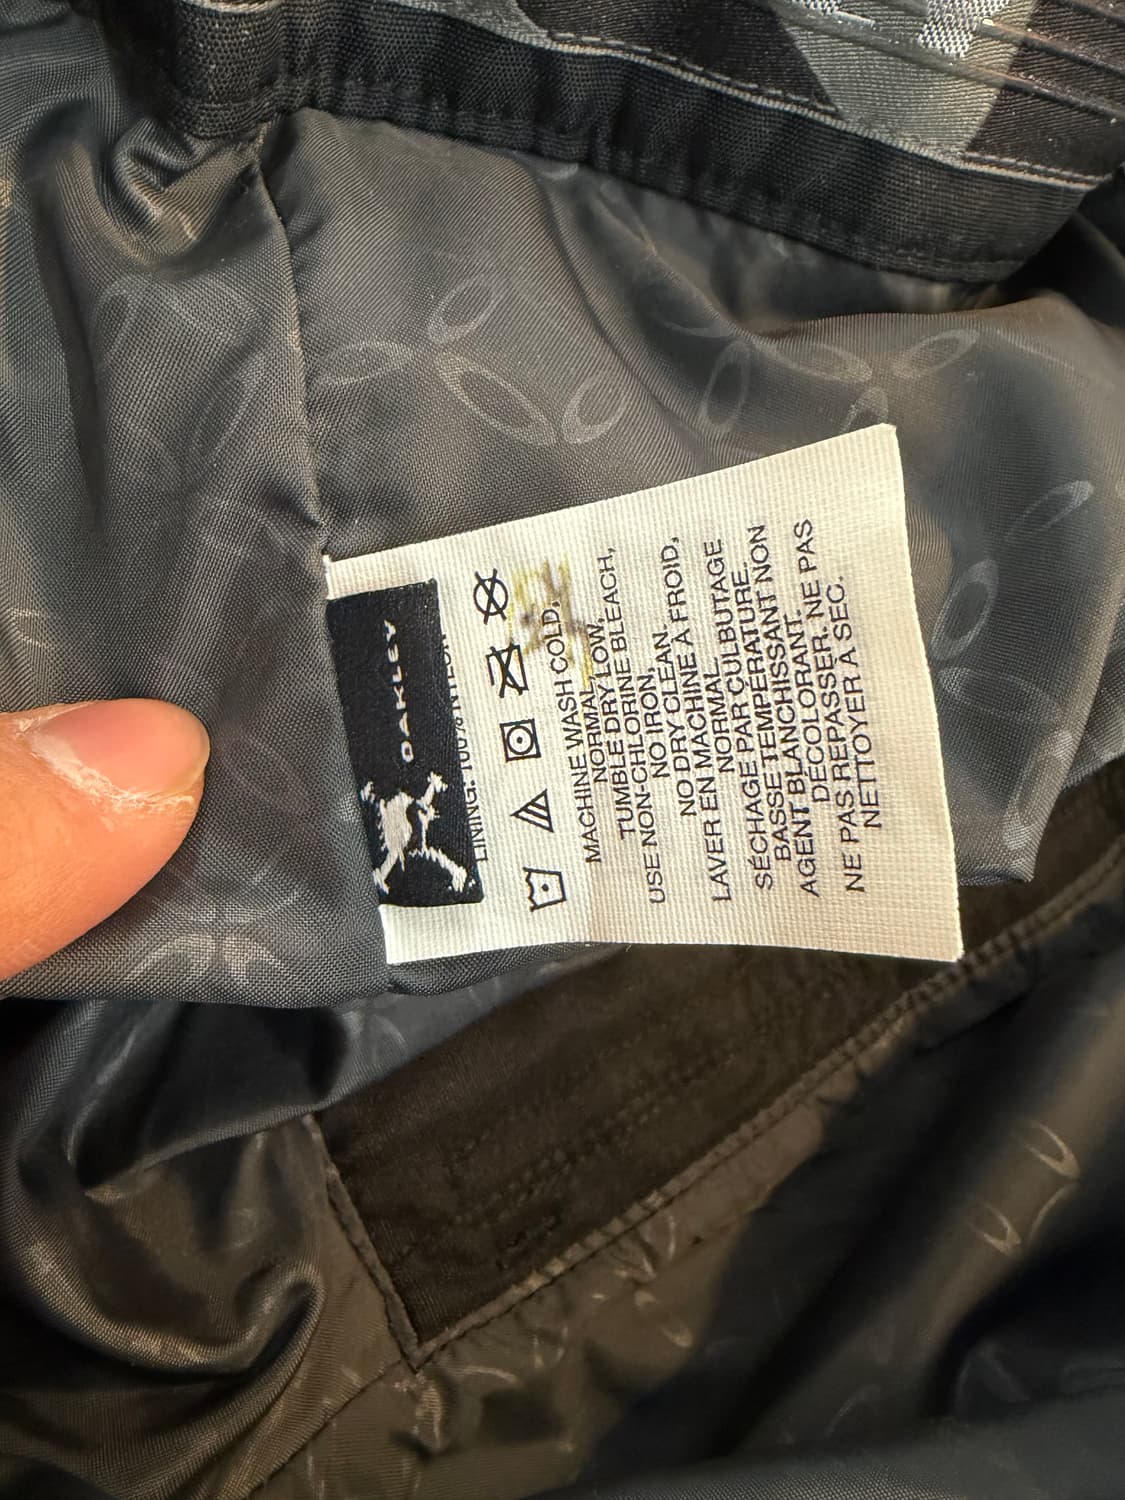 OAKLEY
LINING: 100% NYLON
MACHINE WASH COLD,
NORMAL,
TUMBLE DRY LOW,
USE NON-CHLORINE BLEACH,
NO IRON,
NO DRY CLEAN.
LAVER EN MACHINE À FROID,
NORMAL.
SÉCHAGE PAR CULBUTAGE
BASSE TEMPÉRATURE.
AGENT BLANCHISSANT NON
DÉCOLORANT.
NE PAS REPASSER. NE PAS
NETTOYER À SEC.